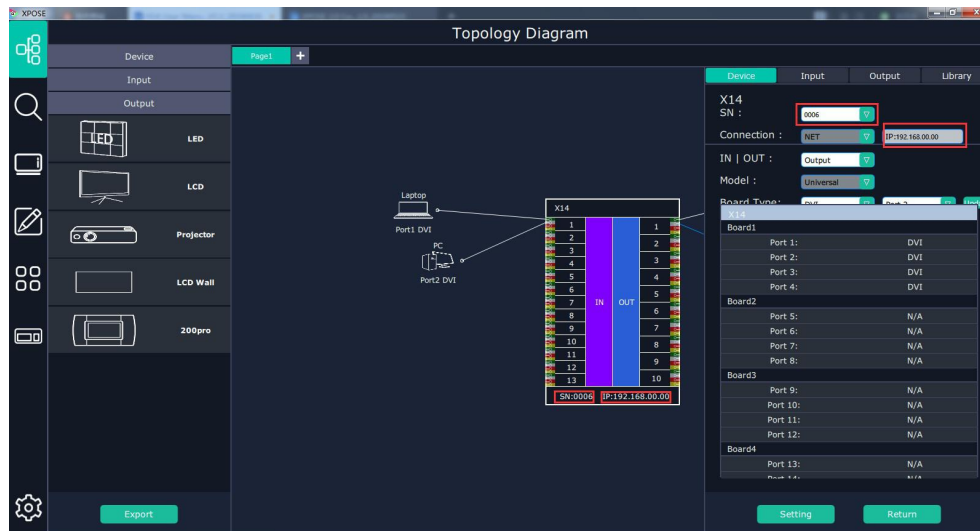 XPOSE
Topology Diagram
Device
Input
Output
LED
LED
LCD
Projector
LCD Wall
200pro
Export
Page1 +
Laptop
Port1 DVI
PC
Port2 DVI
X14
1
2
3
4
5
6
7
8
9
10
11
12
13
IN
OUT
1
2
3
4
5
6
7
8
9
10
SN:0006 IP:192.168.00.00
Device Input Output Library
X14
SN : 0006
Connection : NET IP:192.168.00.00
IN | OUT : Output
Model : Universal
Board Type: DVI Port 2
X14
Board1
Port 1: DVI
Port 2: DVI
Port 3: DVI
Port 4: DVI
Board2
Port 5: N/A
Port 6: N/A
Port 7: N/A
Port 8: N/A
Board3
Port 9: N/A
Port 10: N/A
Port 11: N/A
Port 12: N/A
Board4
Port 13: N/A
Port 14: N/A
Setting Return